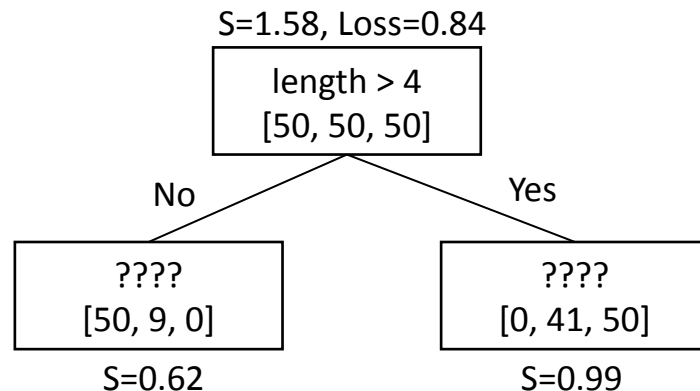 S=1.58, Loss=0.84
length > 4
[50, 50, 50]
No
Yes
????
[50, 9, 0]
????
[0, 41, 50]
S=0.62
S=0.99